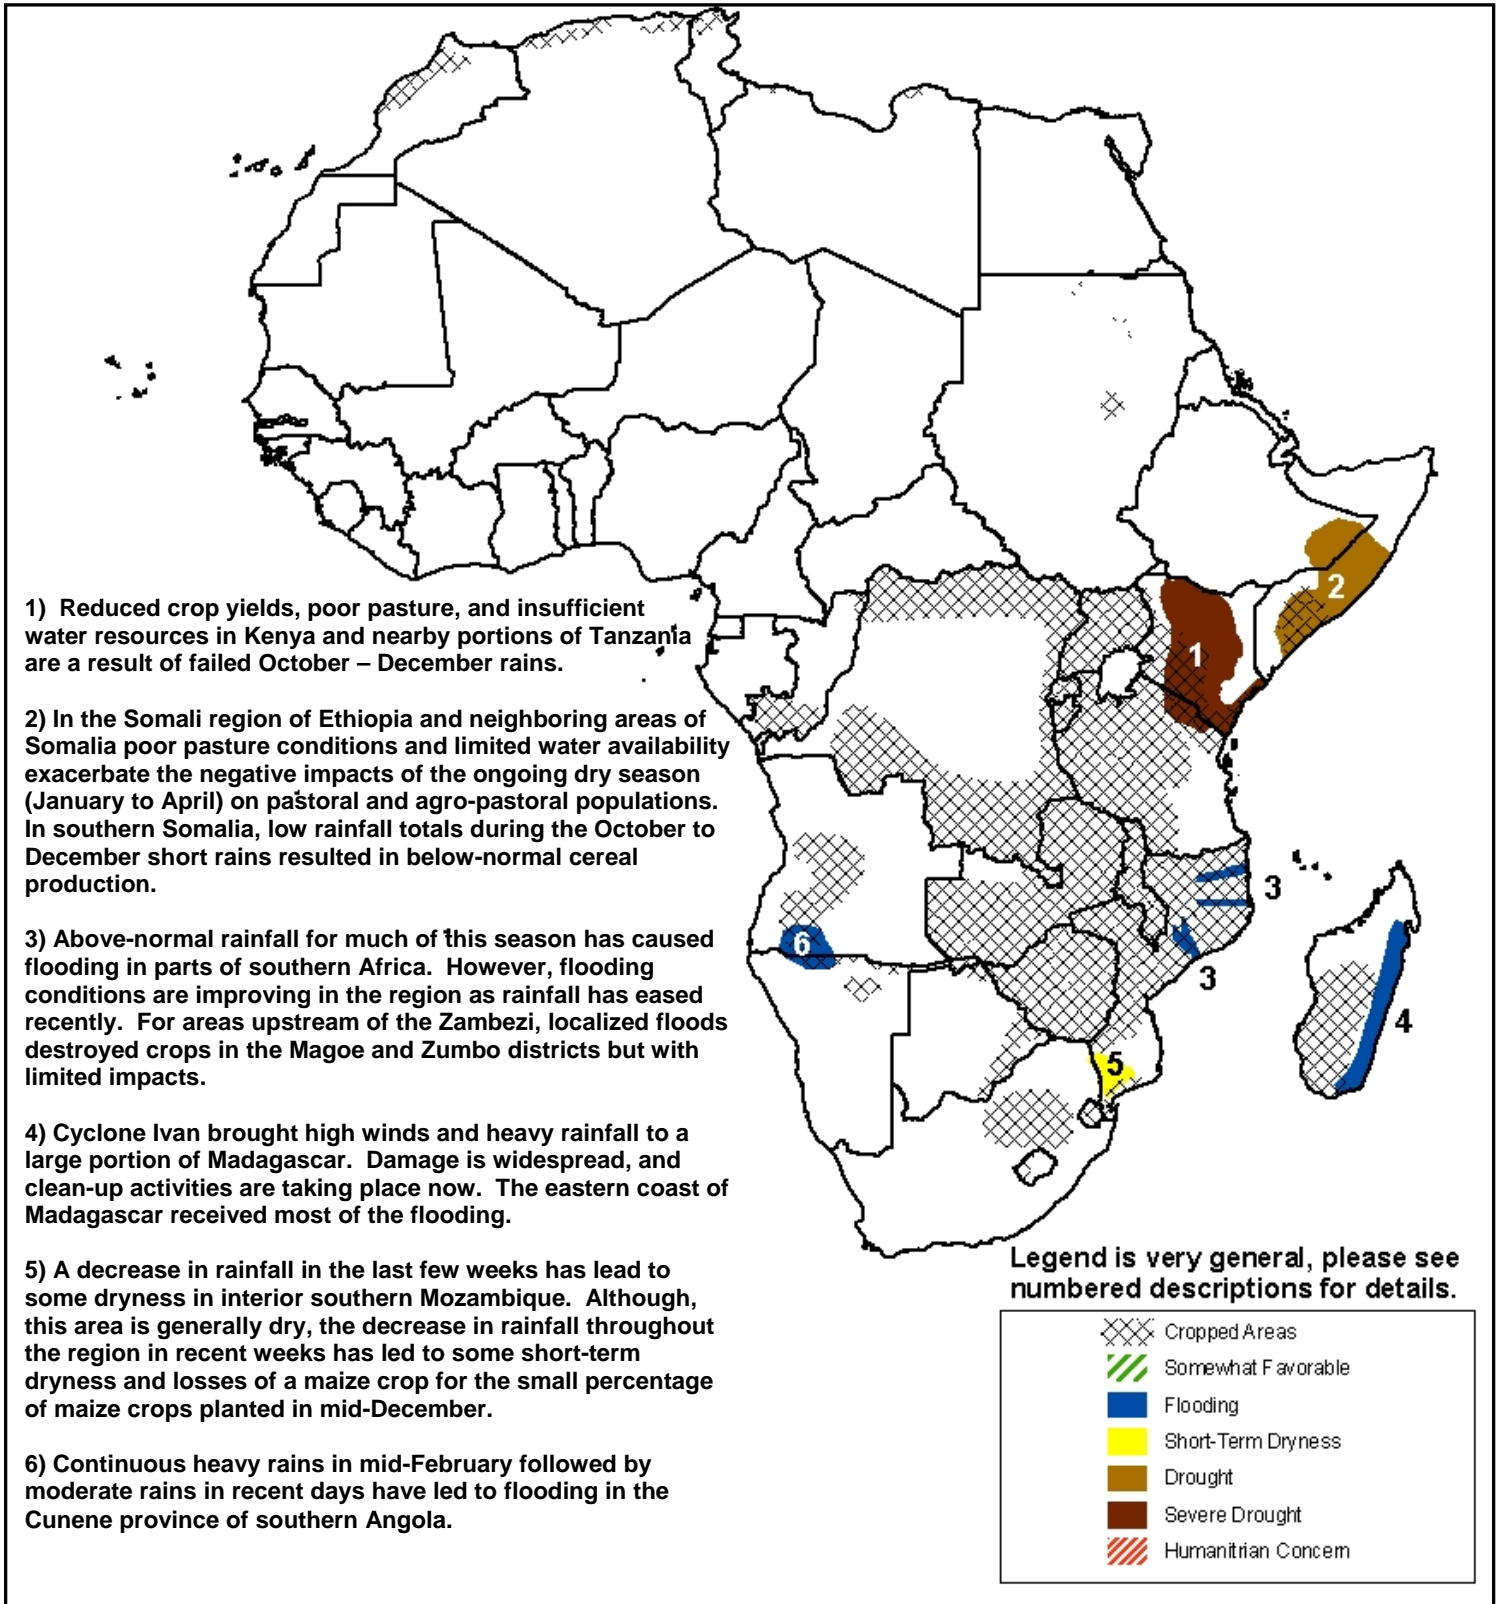 1) Reduced crop yields, poor pasture, and insufficient
water resources in Kenya and nearby portions of Tanzania
are a result of failed October – December rains.
2) In the Somali region of Ethiopia and neighboring areas of
Somalia poor pasture conditions and limited water availability
exacerbate the negative impacts of the ongoing dry season
(January to April) on pastoral and agro-pastoral populations.
In southern Somalia, low rainfall totals during the October to
December short rains resulted in below-normal cereal
production.
3) Above-normal rainfall for much of this season has caused
flooding in parts of southern Africa. However, flooding
conditions are improving in the region as rainfall has eased
recently. For areas upstream of the Zambezi, localized floods
destroyed crops in the Magoe and Zumbo districts but with
limited impacts.
4) Cyclone Ivan brought high winds and heavy rainfall to a
large portion of Madagascar. Damage is widespread, and
clean-up activities are taking place now. The eastern coast of
Madagascar received most of the flooding.
5) A decrease in rainfall in the last few weeks has lead to
some dryness in interior southern Mozambique. Although,
this area is generally dry, the decrease in rainfall throughout
the region in recent weeks has led to some short-term
dryness and losses of a maize crop for the small percentage
of maize crops planted in mid-December.
6) Continuous heavy rains in mid-February followed by
moderate rains in recent days have led to flooding in the
Cunene province of southern Angola.
2
1
3
6
3
4
5
Legend is very general, please see
numbered descriptions for details.
Cropped Areas
Somewhat Favorable
Flooding
Short-Term Dryness
Drought
Severe Drought
Humanitrian Concern